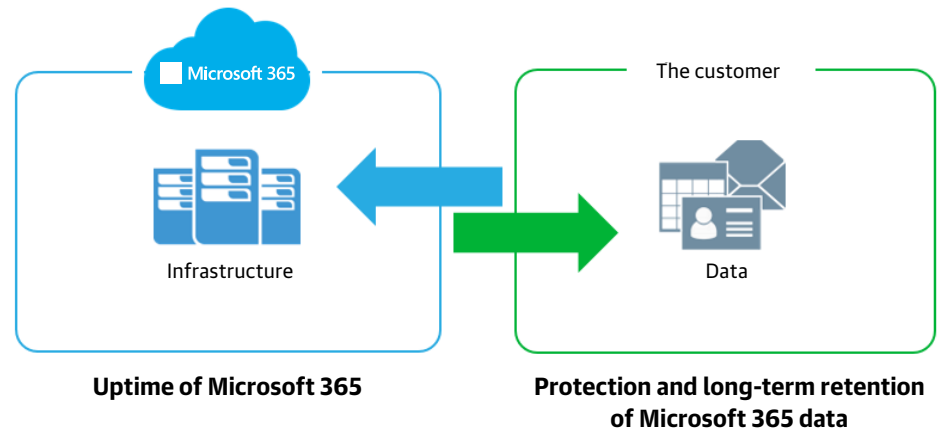 Microsoft 365
The customer
Infrastructure
Data
Uptime of Microsoft 365
Protection and long-term retention
of Microsoft 365 data